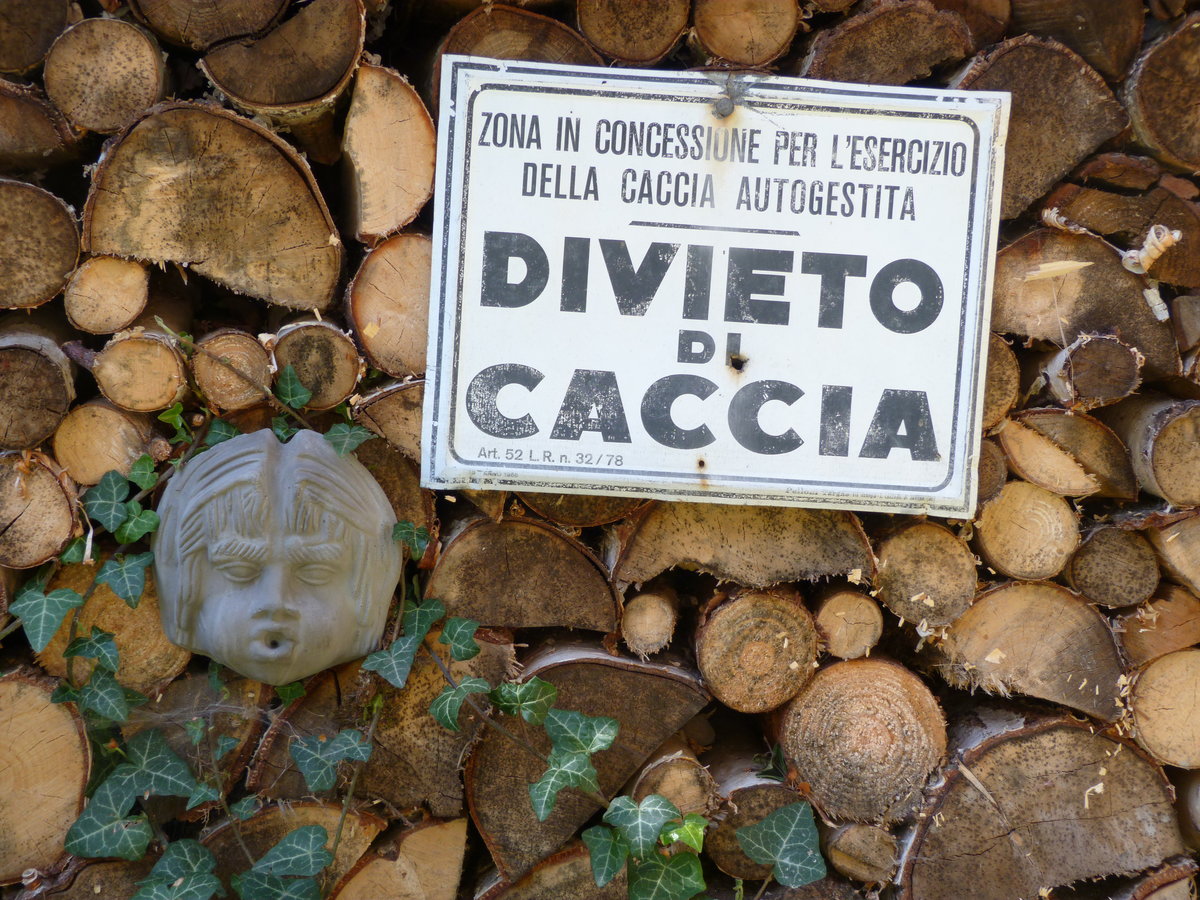 ZONA IN CONCESSIONE PER L'ESERCIZIO
DELLA CACCIA AUTOGESTITA
DIVIETO
DI
CACCIA
Art. 52 L. R. n. 32/78